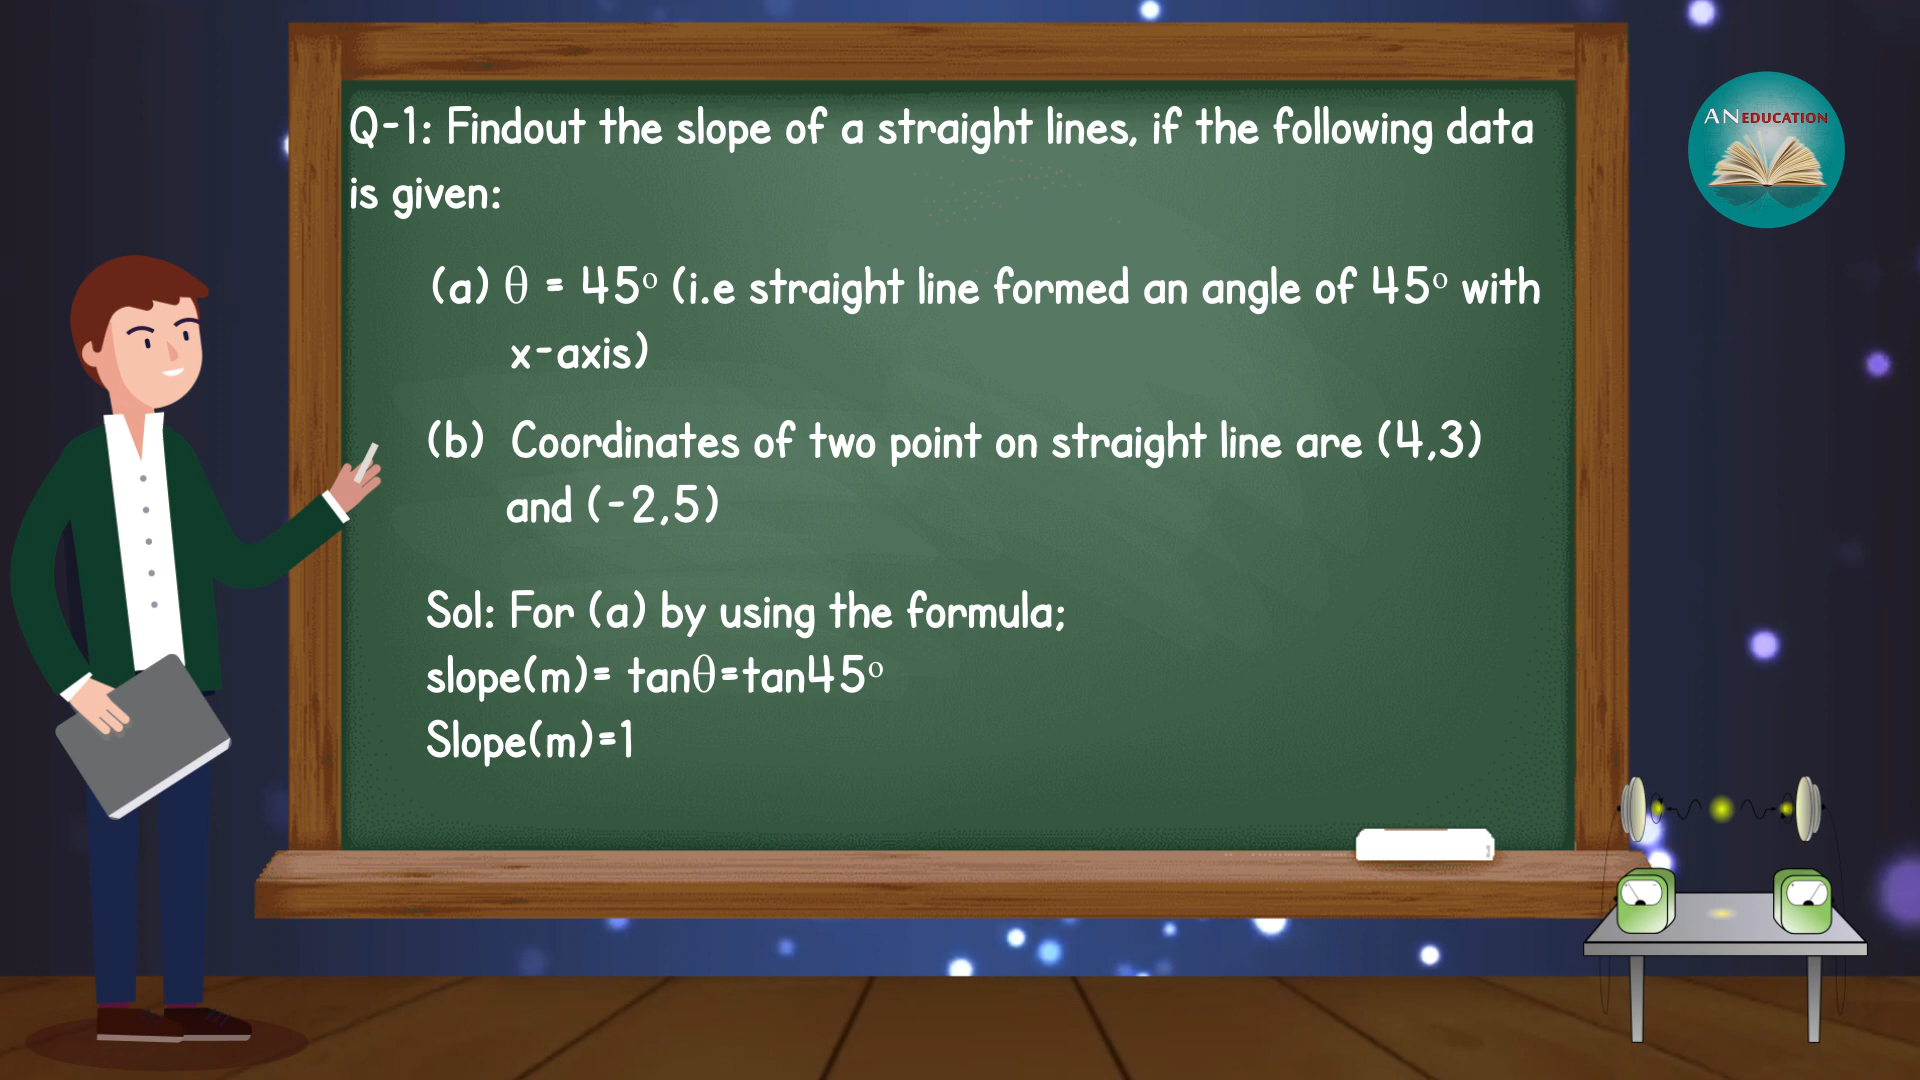 Q-1: Findout the slope of a straight lines, if the following data
is given:
(a) θ = 45° (i.e straight line formed an angle of 45° with
x-axis)
(b) Coordinates of two point on straight line are (4,3)
and (-2,5)
Sol: For (a) by using the formula;
slope(m)= tanθ=tan45°
Slope(m)=1
AN EDUCATION